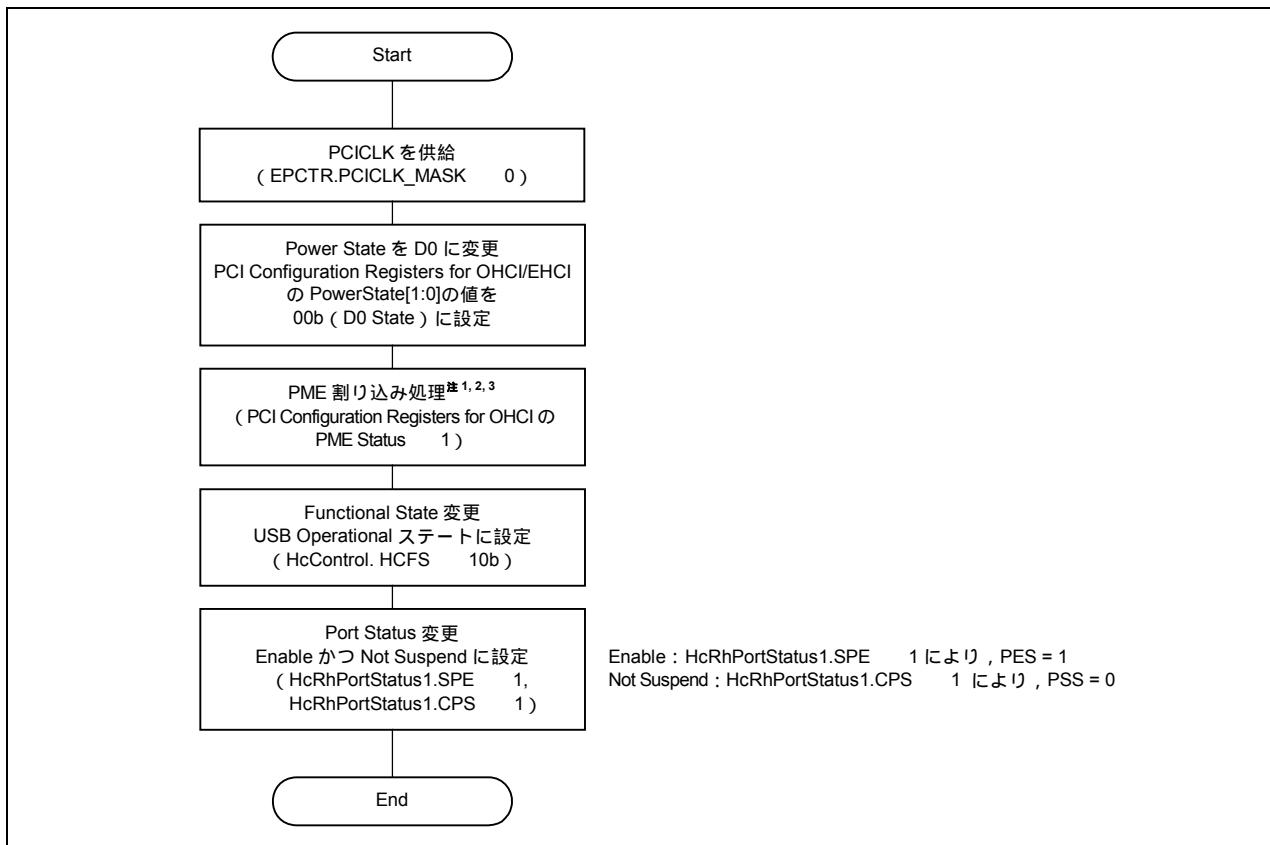 Start
PCICLK を供給
( EPCTR.PCICLK_MASK 0 )
Power State を D0 に変更
PCI Configuration Registers for OHCI/EHCI
の PowerState[1:0]の値を
00b ( D0 State ) に設定
PME 割り込み処理注 1, 2, 3
( PCI Configuration Registers for OHCI の
PME Status 1 )
Functional State 変更
USB Operational ステートに設定
( HcControl. HCFS 10b )
Port Status 変更
Enable かつ Not Suspend に設定
( HcRhPortStatus1.SPE 1,
HcRhPortStatus1.CPS 1 )
Enable : HcRhPortStatus1.SPE 1 により , PES = 1
Not Suspend : HcRhPortStatus1.CPS 1 により , PSS = 0
End